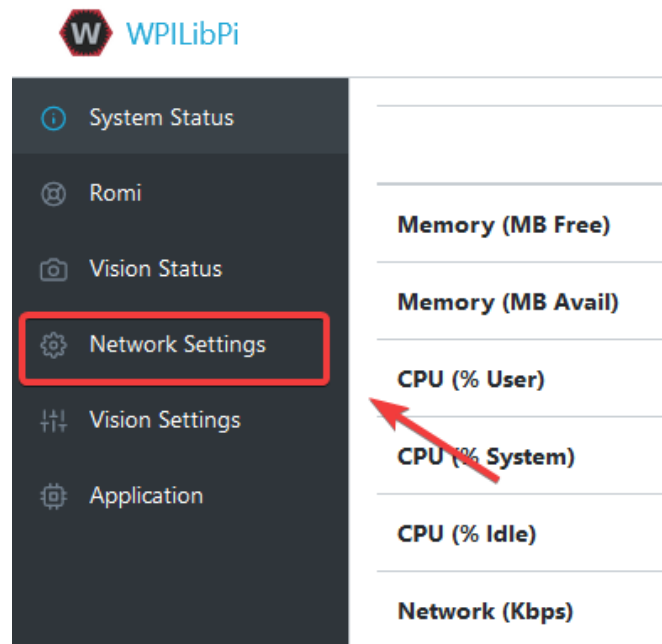 W WPILibPi
System Status
Romi
Vision Status
Network Settings
Vision Settings
Application
Memory (MB Free)
Memory (MB Avail)
CPU (% User)
CPU (% System)
CPU (% Idle)
Network (Kbps)